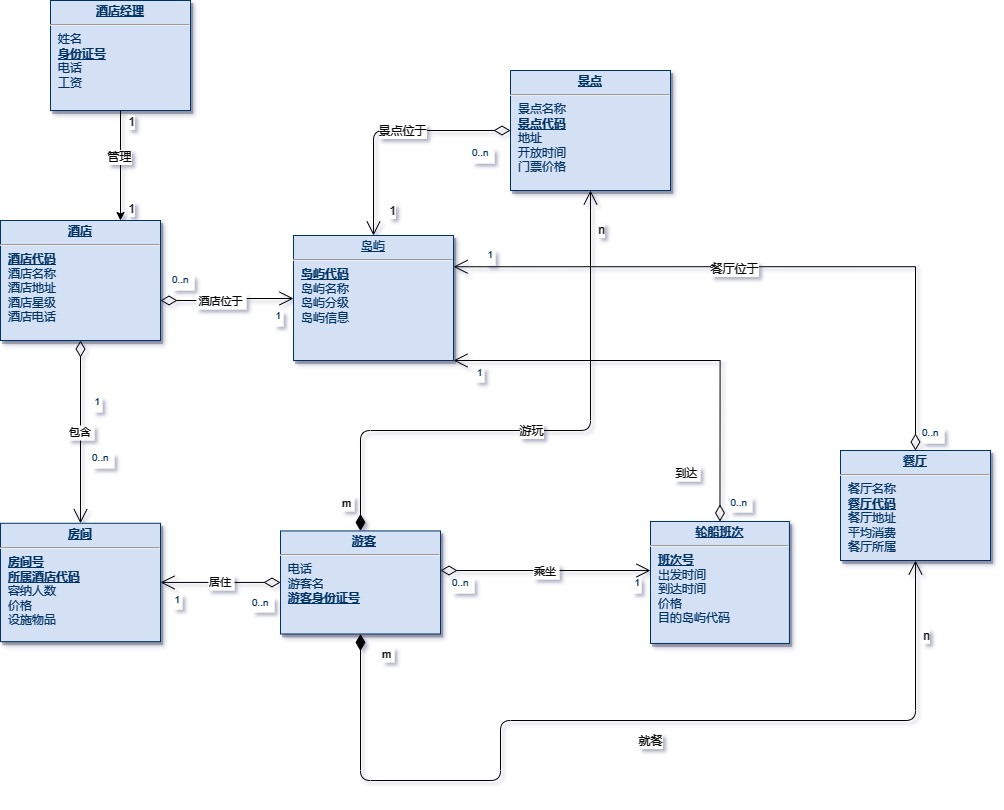 酒店经理
姓名
身份证号
电话
工资
1
管理
1
景点
景点名称
景点代码
地址
开放时间
门票价格
景点位于
0..n
1
n
酒店
酒店代码
酒店名称
酒店地址
酒店星级
酒店电话
0..n
酒店位于
1
岛屿
岛屿代码
岛屿名称
岛屿分级
岛屿信息
1
餐厅位于
1
1
包含
0..n
游玩
到达
0..n
0..n
餐厅
餐厅名称
餐厅代码
餐厅地址
平均消费
餐厅所属
m
房间
房间号
所属酒店代码
容纳人数
价格
设施物品
居住
1
0..n
游客
电话
游客名
游客身份证号
0..n
乘坐
1
轮船班次
班次号
出发时间
到达时间
价格
目的岛屿代码
m
n
就餐